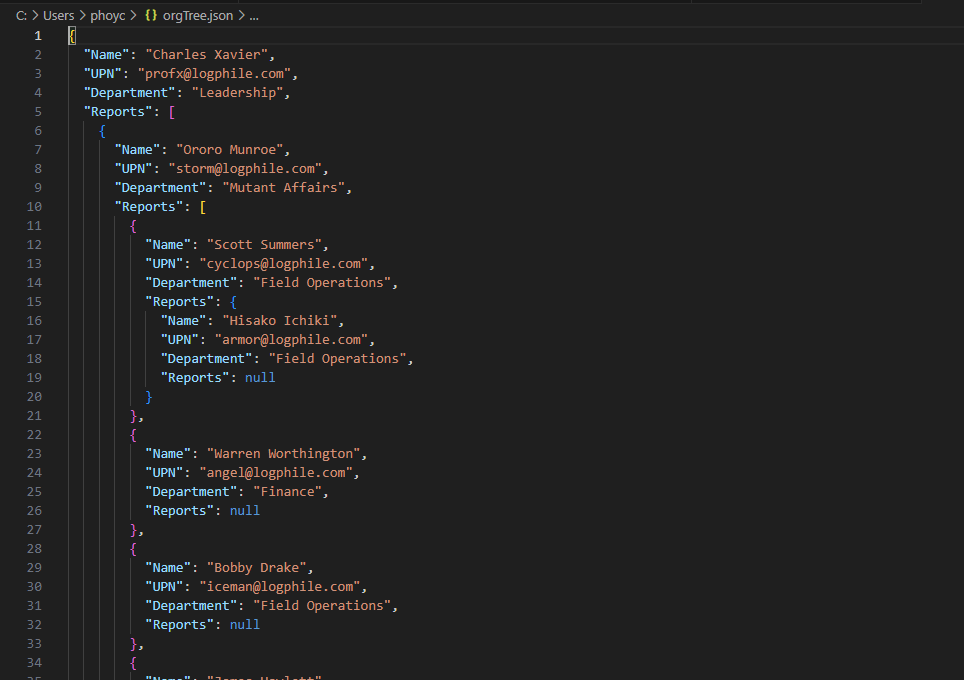 C: > Users > phoyc > {} orgTree.json > ...
1 {
2 "Name": "Charles Xavier",
3 "UPN": "profx@logphile.com",
4 "Department": "Leadership",
5 "Reports": [
6 {
7 "Name": "Ororo Munroe",
8 "UPN": "storm@logphile.com",
9 "Department": "Mutant Affairs",
10 "Reports": [
11 {
12 "Name": "Scott Summers",
13 "UPN": "cyclops@logphile.com",
14 "Department": "Field Operations",
15 "Reports": {
16 "Name": "Hisako Ichiki",
17 "UPN": "armor@logphile.com",
18 "Department": "Field Operations",
19 "Reports": null
20 }
21 },
22 {
23 "Name": "Warren Worthington",
24 "UPN": "angel@logphile.com",
25 "Department": "Finance",
26 "Reports": null
27 },
28 {
29 "Name": "Bobby Drake",
30 "UPN": "iceman@logphile.com",
31 "Department": "Field Operations",
32 "Reports": null
33 },
34 {